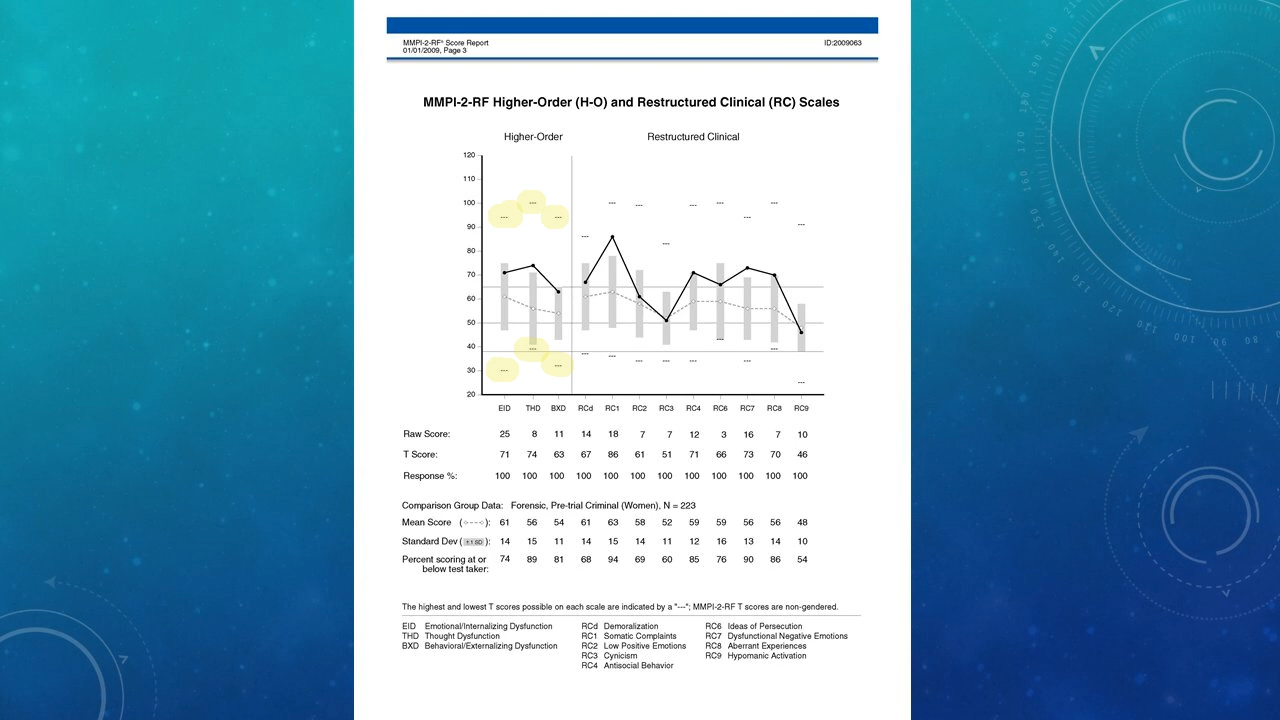 MMPI-2-RF® Score Report
01/01/2009, Page 3
ID:2009063
MMPI-2-RF Higher-Order (H-O) and Restructured Clinical (RC) Scales
Higher-Order
Restructured Clinical
120
110
100
90
80
70
60
50
40
30
20
EID THD BXD RCd RC1 RC2 RC3 RC4 RC6 RC7 RC8 RC9
Raw Score: 25 8 11 14 18 7 7 12 3 16 7 10
T Score: 71 74 63 67 86 61 51 71 66 73 70 46
Response %: 100 100 100 100 100 100 100 100 100 100 100 100
Comparison Group Data: Forensic, Pre-trial Criminal (Women), N = 223
Mean Score ( ): 61 56 54 61 63 58 52 59 59 56 56 48
Standard Dev ( ±1 SD ): 14 15 11 14 15 14 11 12 16 13 14 10
Percent scoring at or below test taker: 74 89 81 68 94 69 60 85 76 90 86 54
The highest and lowest T scores possible on each scale are indicated by a "---"; MMPI-2-RF T scores are non-gendered.
EID Emotional/Internalizing Dysfunction
THD Thought Dysfunction
BXD Behavioral/Externalizing Dysfunction
RCd Demoralization
RC1 Somatic Complaints
RC2 Low Positive Emotions
RC3 Cynicism
RC4 Antisocial Behavior
RC6 Ideas of Persecution
RC7 Dysfunctional Negative Emotions
RC8 Aberrant Experiences
RC9 Hypomanic Activation